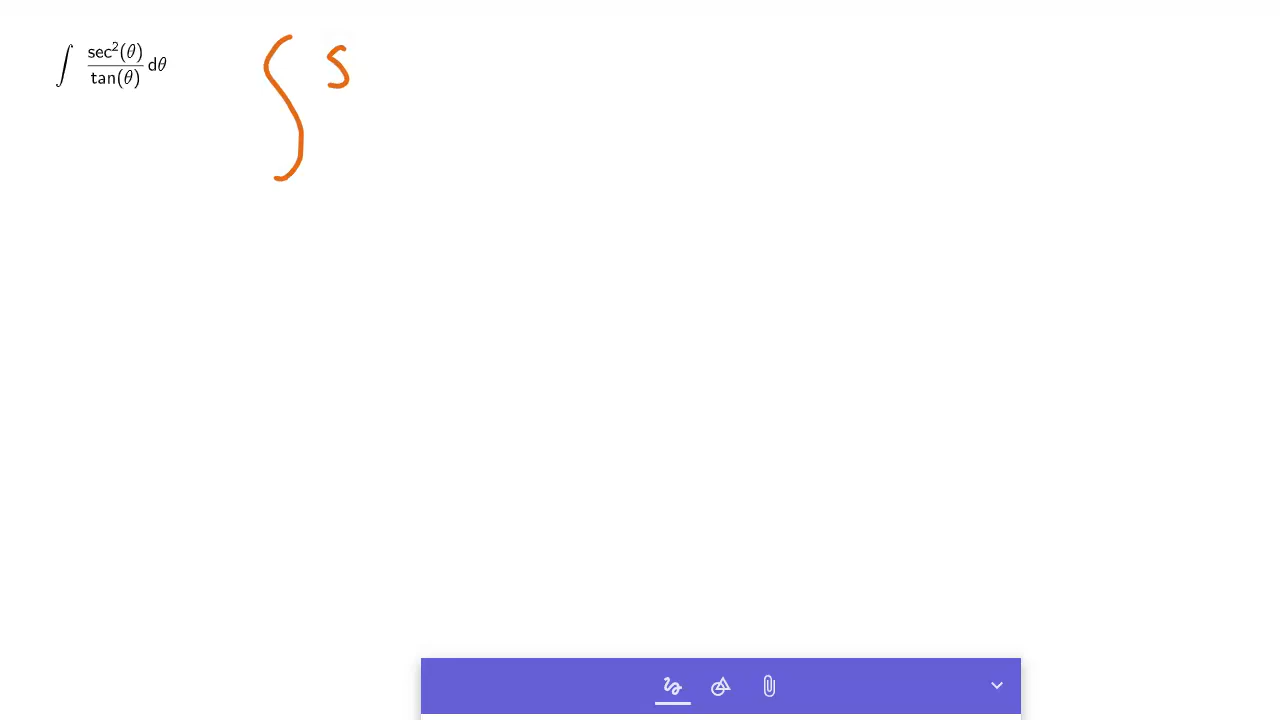 ∫ sec²(θ)/tan(θ) dθ ∫ s